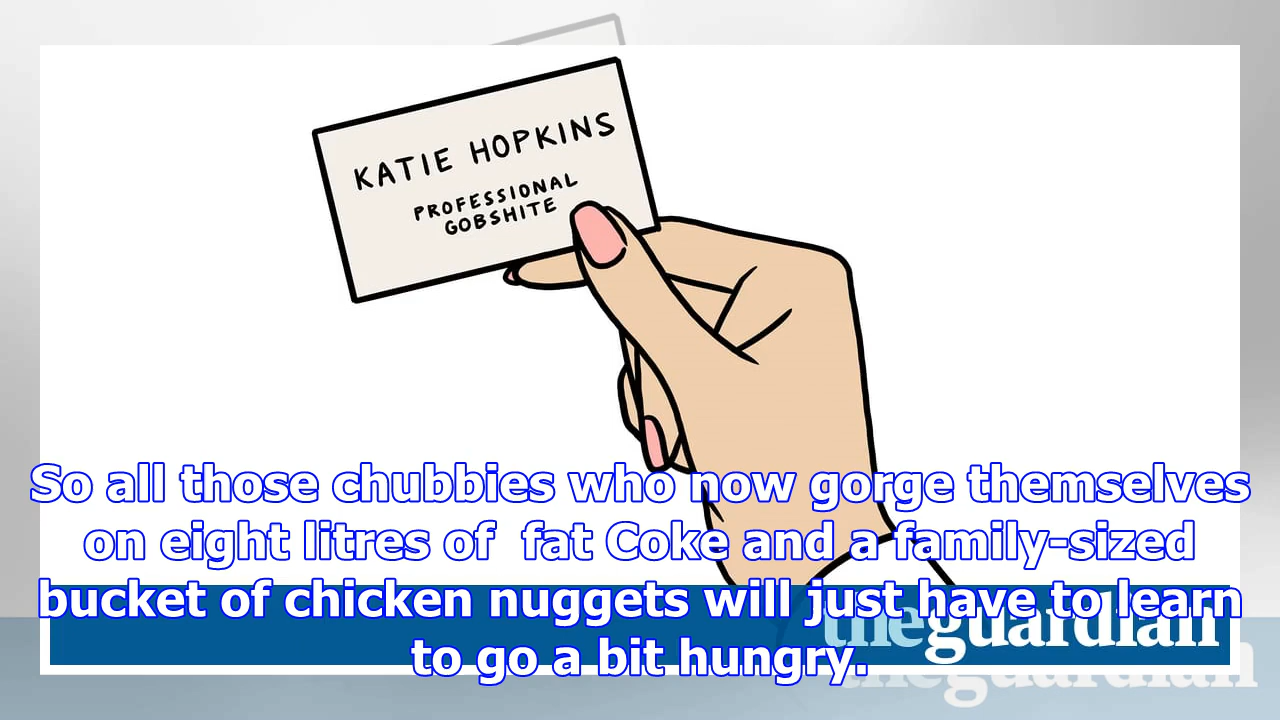 KATIE HOPKINS
PROFESSIONAL
GOBSHITE
So all those chubbies who now gorge themselves
on eight litres of  fat Coke and a family-sized
bucket of chicken nuggets will just have to learn
to go a bit hungry.
theguardian
theguardian